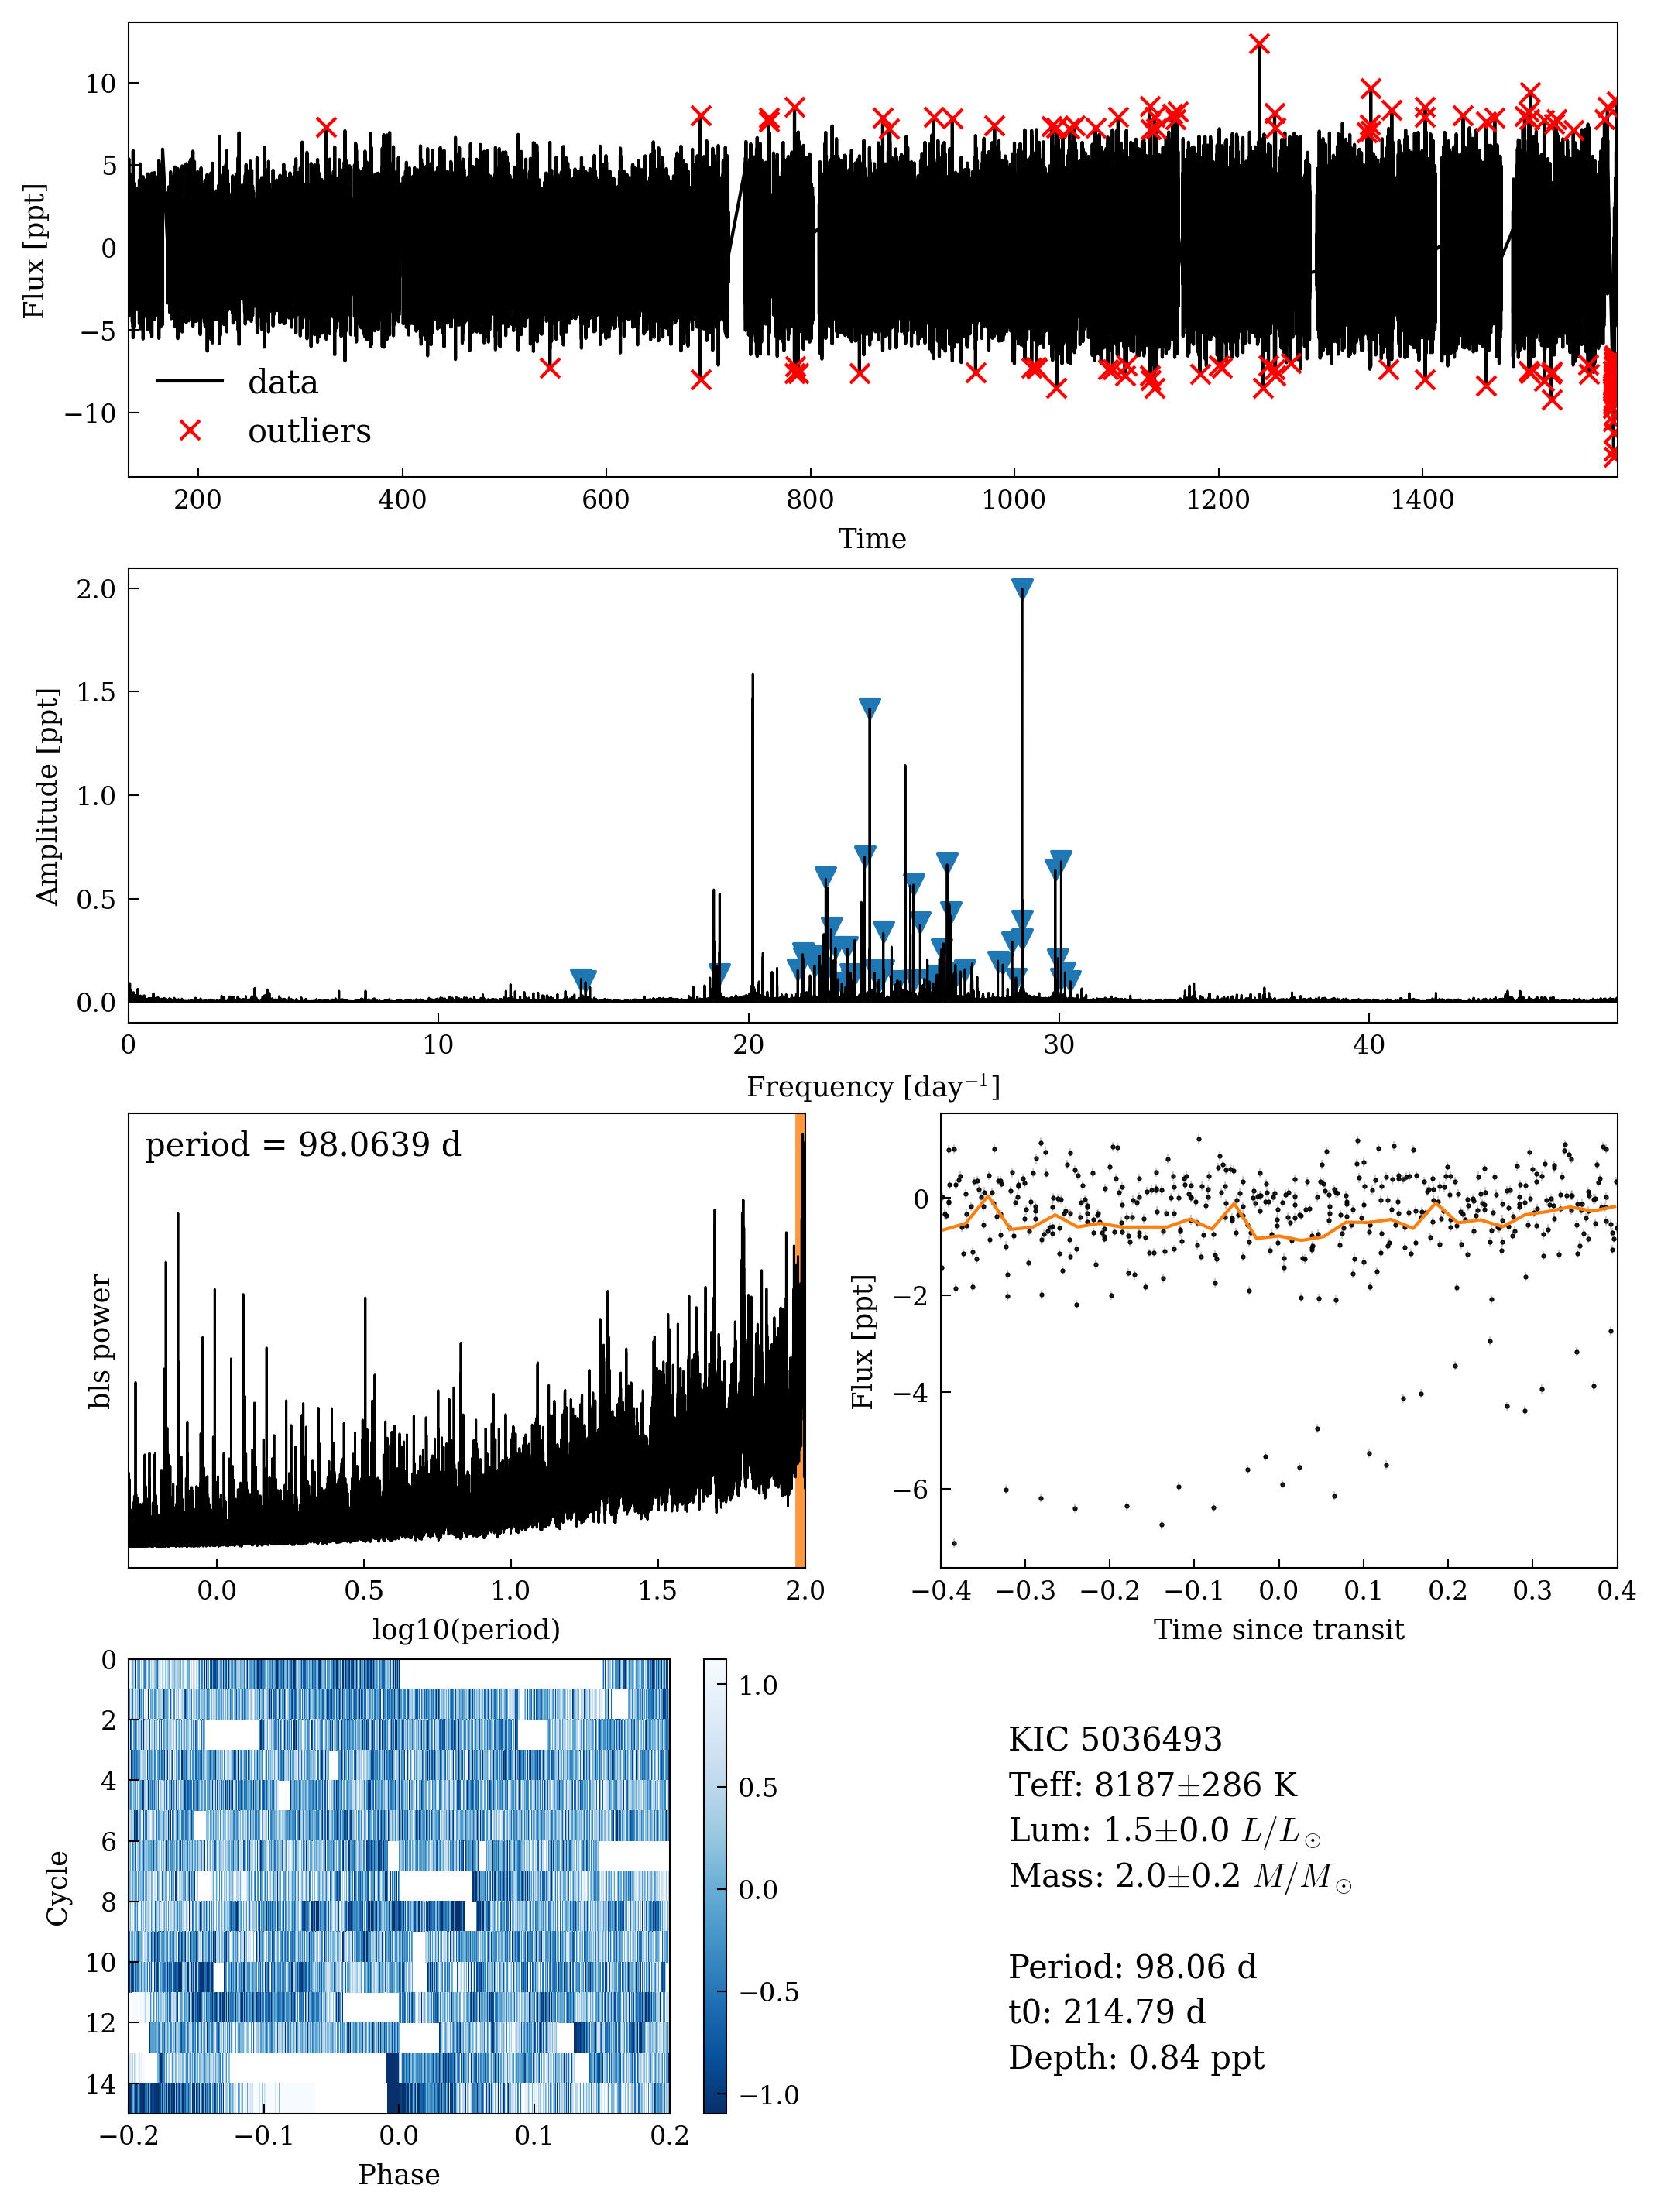 10
5
0
−5
−10
Flux [ppt]
data
outliers
200 400 600 800 1000 1200 1400
Time
2.0
1.5
1.0
0.5
0.0
Amplitude [ppt]
0 10 20 30 40
Frequency [day⁻¹]
period = 98.0639 d
bls power
0.0 0.5 1.0 1.5 2.0
log10(period)
0
−2
−4
−6
Flux [ppt]
−0.4 −0.3 −0.2 −0.1 0.0 0.1 0.2 0.3 0.4
Time since transit
0
2
4
6
8
10
12
14
Cycle
−0.2 −0.1 0.0 0.1 0.2
Phase
1.0
0.5
0.0
−0.5
−1.0
KIC 5036493
Teff: 8187±286 K
Lum: 1.5±0.0 L/L☉
Mass: 2.0±0.2 M/M☉
Period: 98.06 d
t0: 214.79 d
Depth: 0.84 ppt